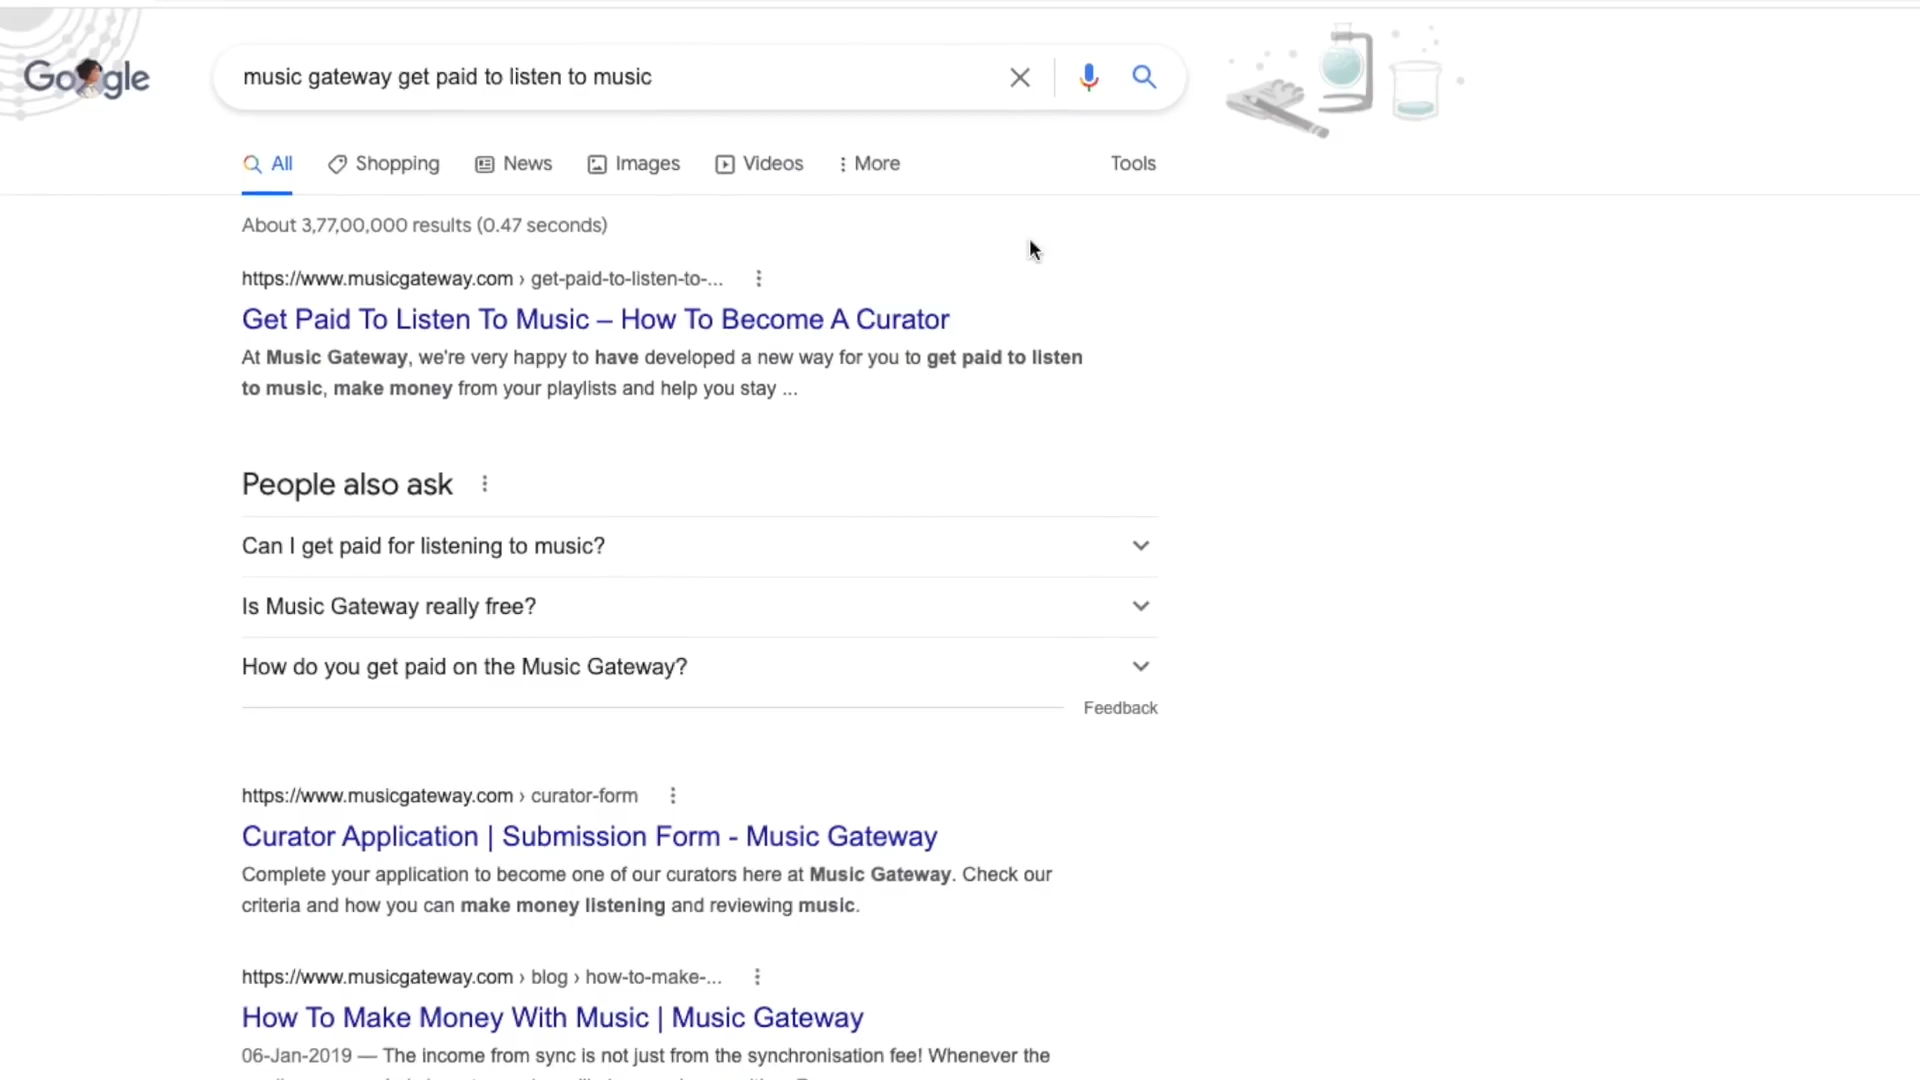 Google
music gateway get paid to listen to music
All
Shopping
News
Images
Videos
More
Tools
About 3,77,00,000 results (0.47 seconds)
https://www.musicgateway.com › get-paid-to-listen-to-...
Get Paid To Listen To Music – How To Become A Curator
At Music Gateway, we're very happy to have developed a new way for you to get paid to listen
to music, make money from your playlists and help you stay ...
People also ask
Can I get paid for listening to music?
Is Music Gateway really free?
How do you get paid on the Music Gateway?
Feedback
https://www.musicgateway.com › curator-form
Curator Application | Submission Form - Music Gateway
Complete your application to become one of our curators here at Music Gateway. Check our
criteria and how you can make money listening and reviewing music.
https://www.musicgateway.com › blog › how-to-make-...
How To Make Money With Music | Music Gateway
06-Jan-2019 — The income from sync is not just from the synchronisation fee! Whenever the